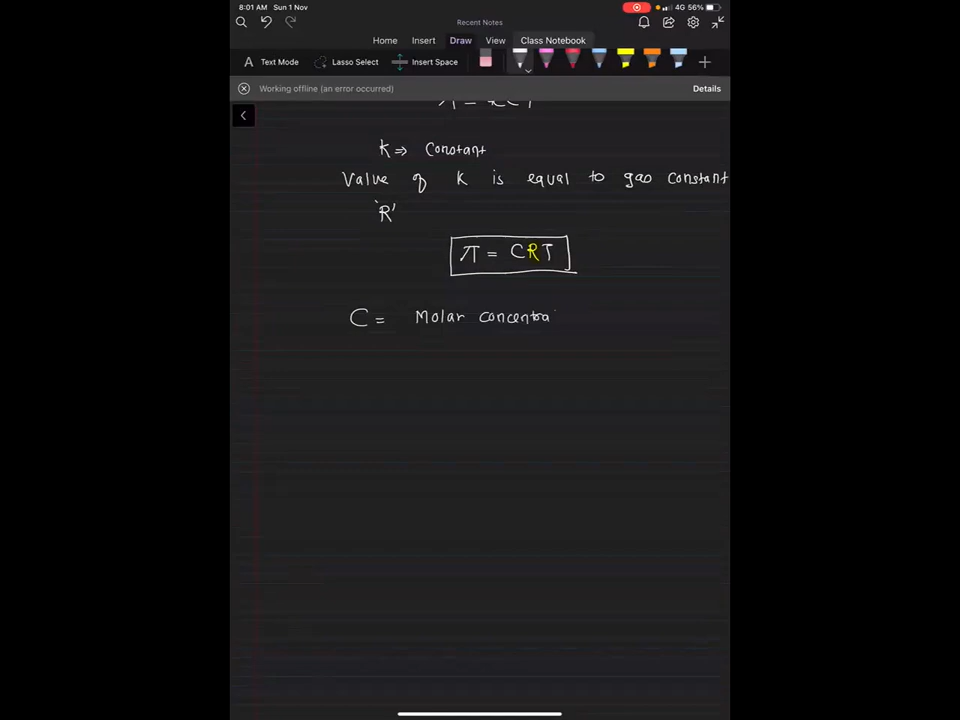 8:01 AM Sun 1 Nov
4G 56%
Recent Notes
Home Insert Draw View Class Notebook
Text Mode Lasso Select Insert Space
Working offline (an error occurred) Details
K ⇒ Constant
Value of K is equal to gas constant
'R'
π = CRT
C = Molar concentra